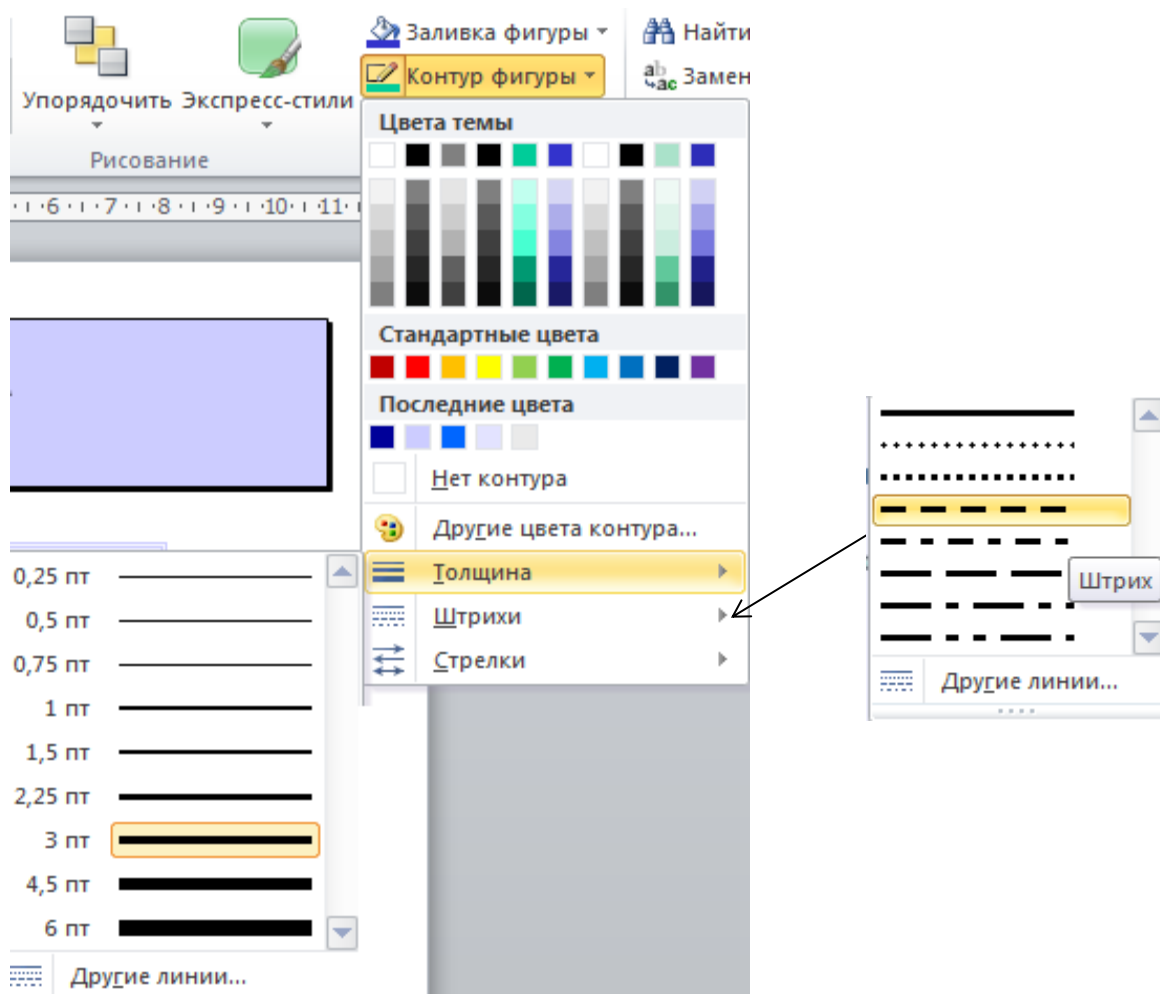 Заливка фигуры
Найти
Контур фигуры
ab
ac
Замен
Упорядочить
Экспресс-стили
Рисование
6 7 8 9 10 11
Цвета темы
Стандартные цвета
Последние цвета
Нет контура
Другие цвета контура...
Толщина
Штрихи
Стрелки
0,25 пт
0,5 пт
0,75 пт
1 пт
1,5 пт
2,25 пт
3 пт
4,5 пт
6 пт
Другие линии...
Штрих
Другие линии...